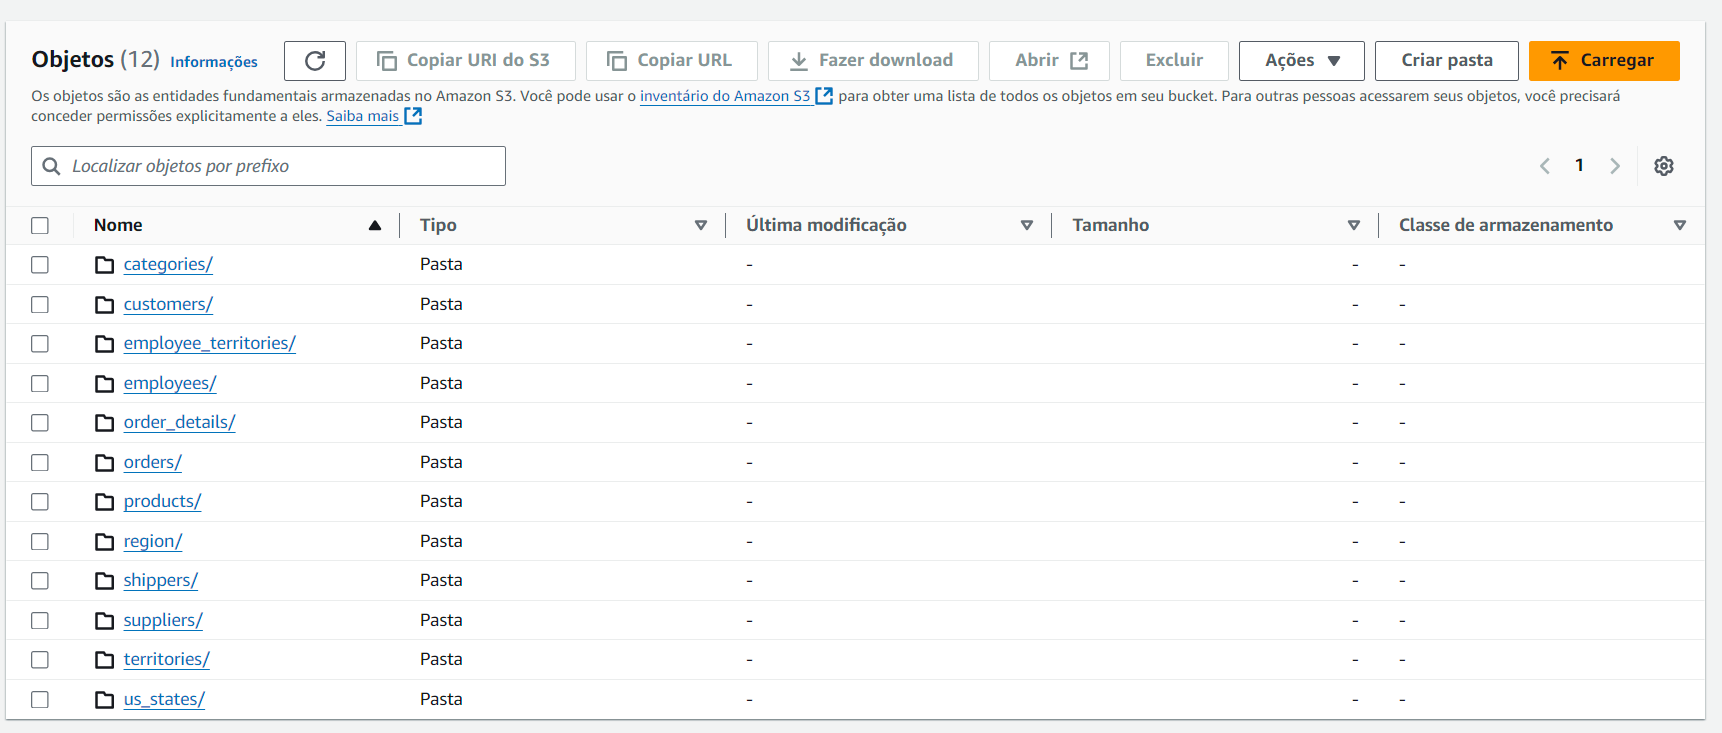 Objetos (12) Informações Copiar URI do S3 Copiar URL Fazer download Abrir Excluir Ações Criar pasta Carregar
Os objetos são as entidades fundamentais armazenadas no Amazon S3. Você pode usar o inventário do Amazon S3 para obter uma lista de todos os objetos em seu bucket. Para outras pessoas acessarem seus objetos, você precisará
conceder permissões explicitamente a eles. Saiba mais
Localizar objetos por prefixo 1
Nome Tipo Última modificação Tamanho Classe de armazenamento
categories/ Pasta - - -
customers/ Pasta - - -
employee_territories/ Pasta - - -
employees/ Pasta - - -
order_details/ Pasta - - -
orders/ Pasta - - -
products/ Pasta - - -
region/ Pasta - - -
shippers/ Pasta - - -
suppliers/ Pasta - - -
territories/ Pasta - - -
us_states/ Pasta - - -